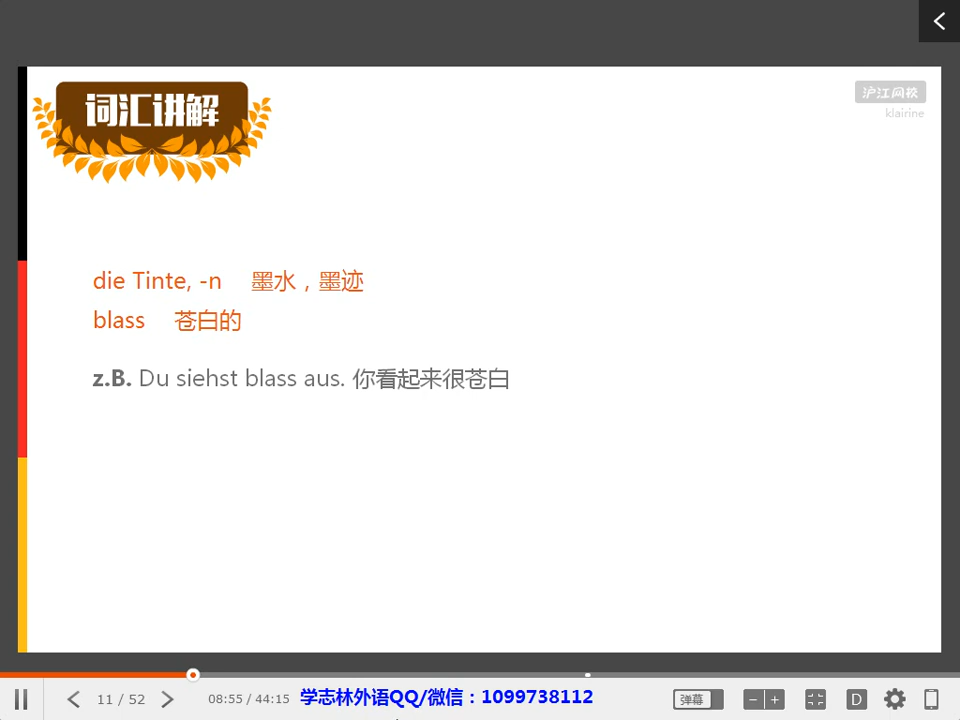 词汇讲解
沪江网校
klairine
die Tinte, -n 墨水，墨迹
blass 苍白的
z.B. Du siehst blass aus. 你看起来很苍白
11 / 52
08:55 / 44:15
学志林外语QQ/微信：1099738112
弹幕
D